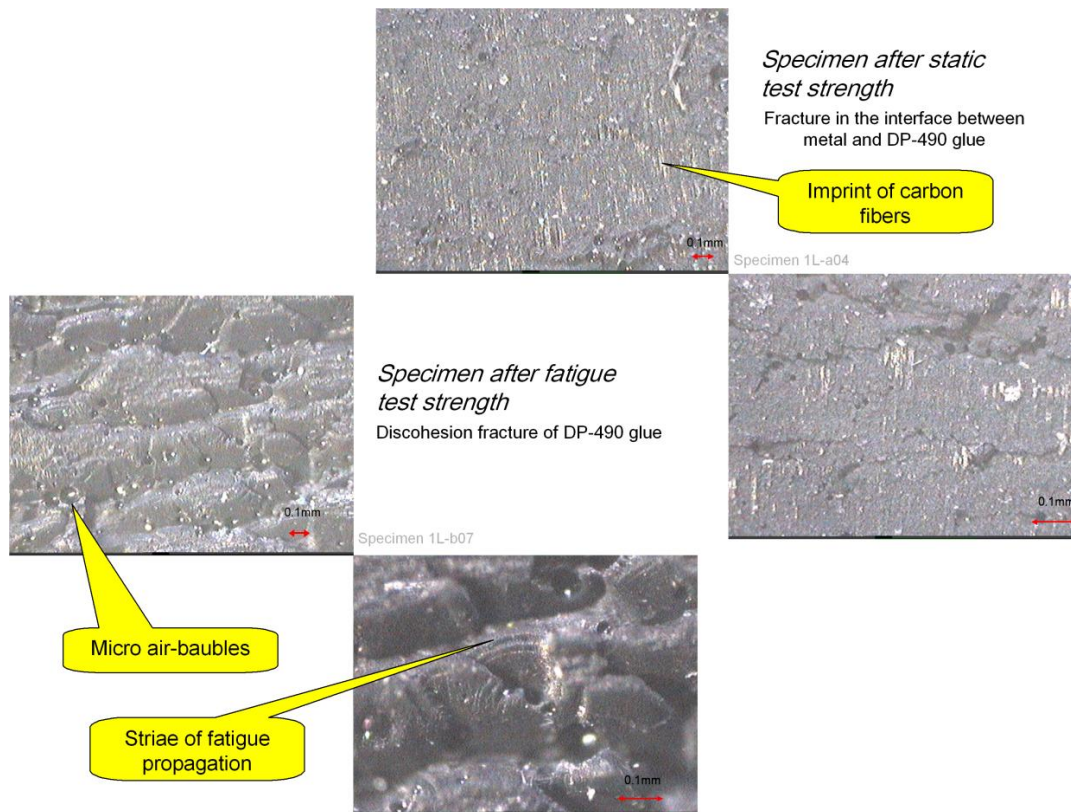 Specimen after static
test strength
Fracture in the interface between
metal and DP-490 glue
Imprint of carbon
fibers
0.1mm
Specimen 1L-a04
0.1mm
Specimen after fatigue
test strength
Discohesion fracture of DP-490 glue
0.1mm
Specimen 1L-b07
Micro air-baubles
Striae of fatigue
propagation
0.1mm